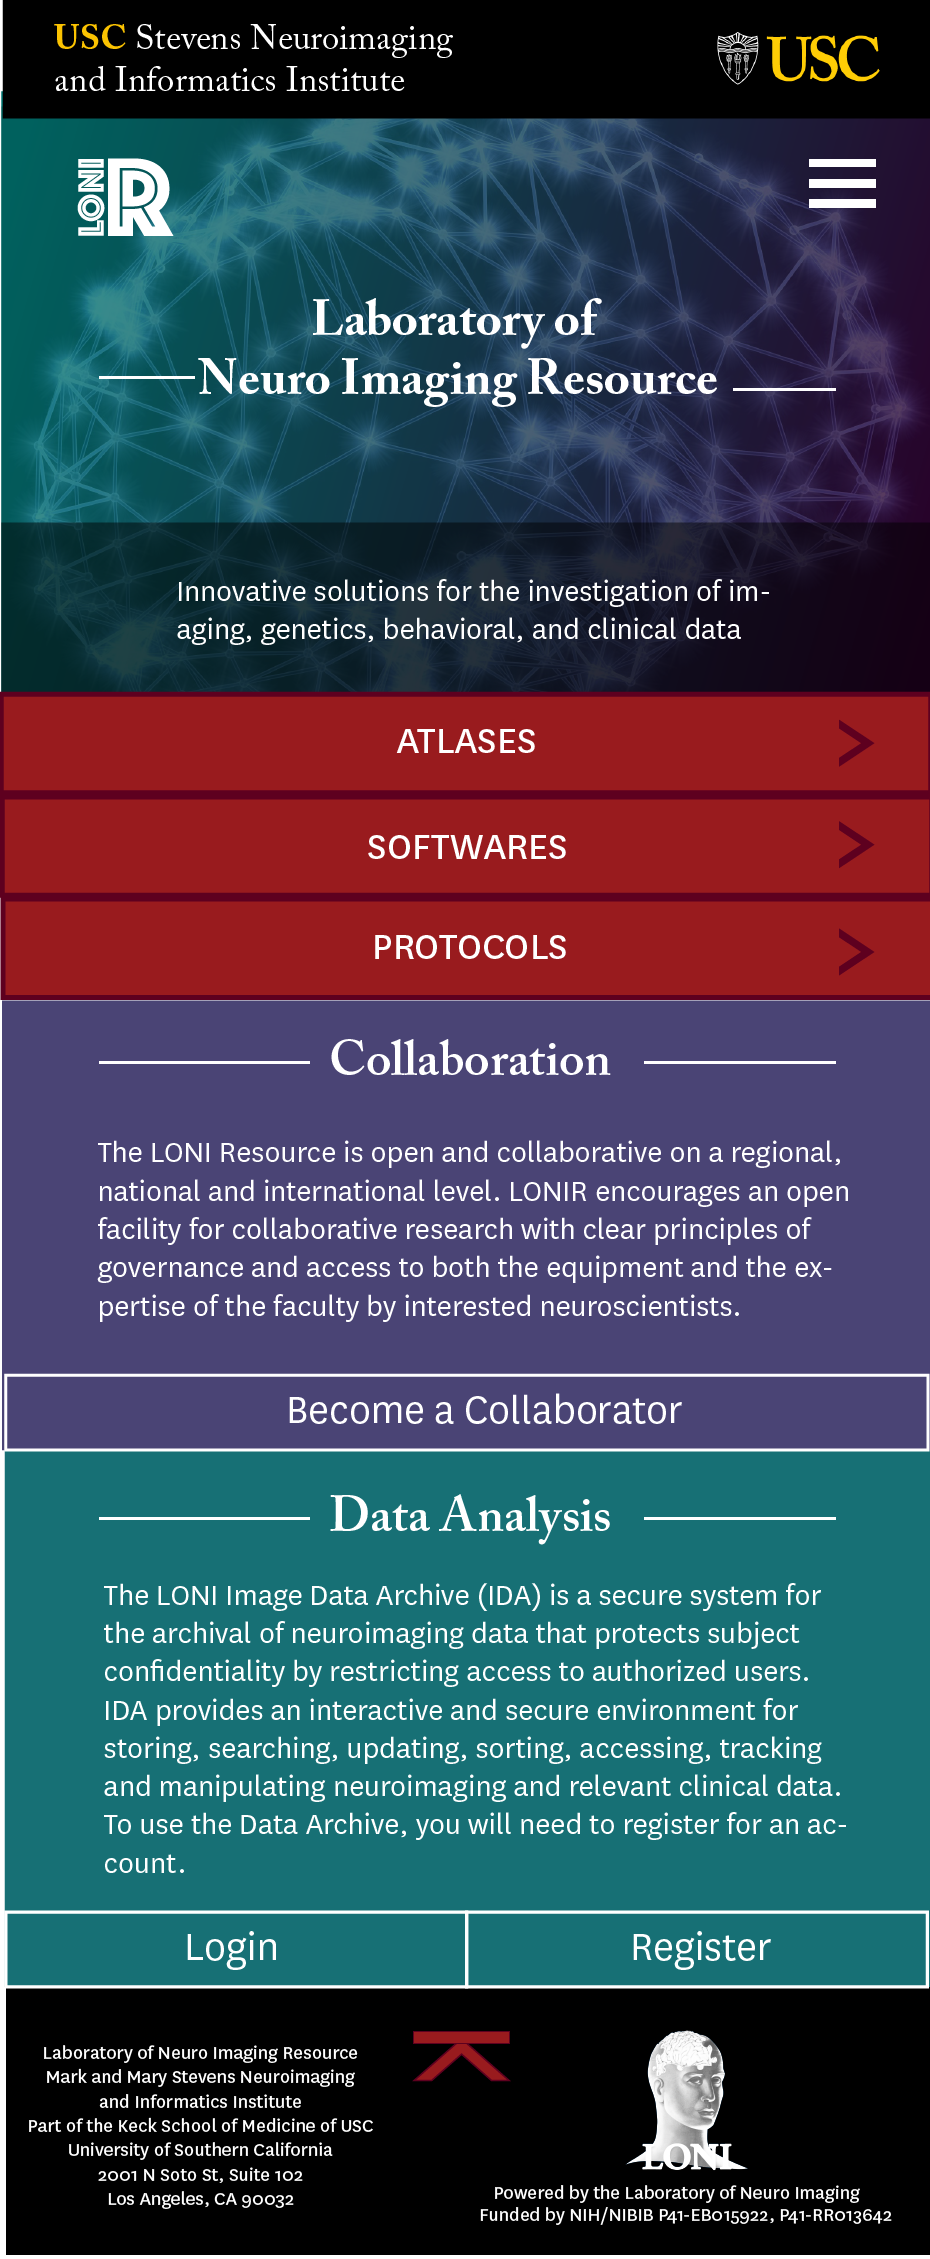 USC Stevens Neuroimaging
and Informatics Institute
USC
LONI R
Laboratory of
Neuro Imaging Resource
Innovative solutions for the investigation of im-
aging, genetics, behavioral, and clinical data
ATLASES
SOFTWARES
PROTOCOLS
Collaboration
The LONI Resource is open and collaborative on a regional,
national and international level. LONIR encourages an open
facility for collaborative research with clear principles of
governance and access to both the equipment and the ex-
pertise of the faculty by interested neuroscientists.
Become a Collaborator
Data Analysis
The LONI Image Data Archive (IDA) is a secure system for
the archival of neuroimaging data that protects subject
confidentiality by restricting access to authorized users.
IDA provides an interactive and secure environment for
storing, searching, updating, sorting, accessing, tracking
and manipulating neuroimaging and relevant clinical data.
To use the Data Archive, you will need to register for an ac-
count.
Login
Register
Laboratory of Neuro Imaging Resource
Mark and Mary Stevens Neuroimaging
and Informatics Institute
Part of the Keck School of Medicine of USC
University of Southern California
2001 N Soto St, Suite 102
Los Angeles, CA 90032
LONI
Powered by the Laboratory of Neuro Imaging
Funded by NIH/NIBIB P41-EB015922, P41-RR013642